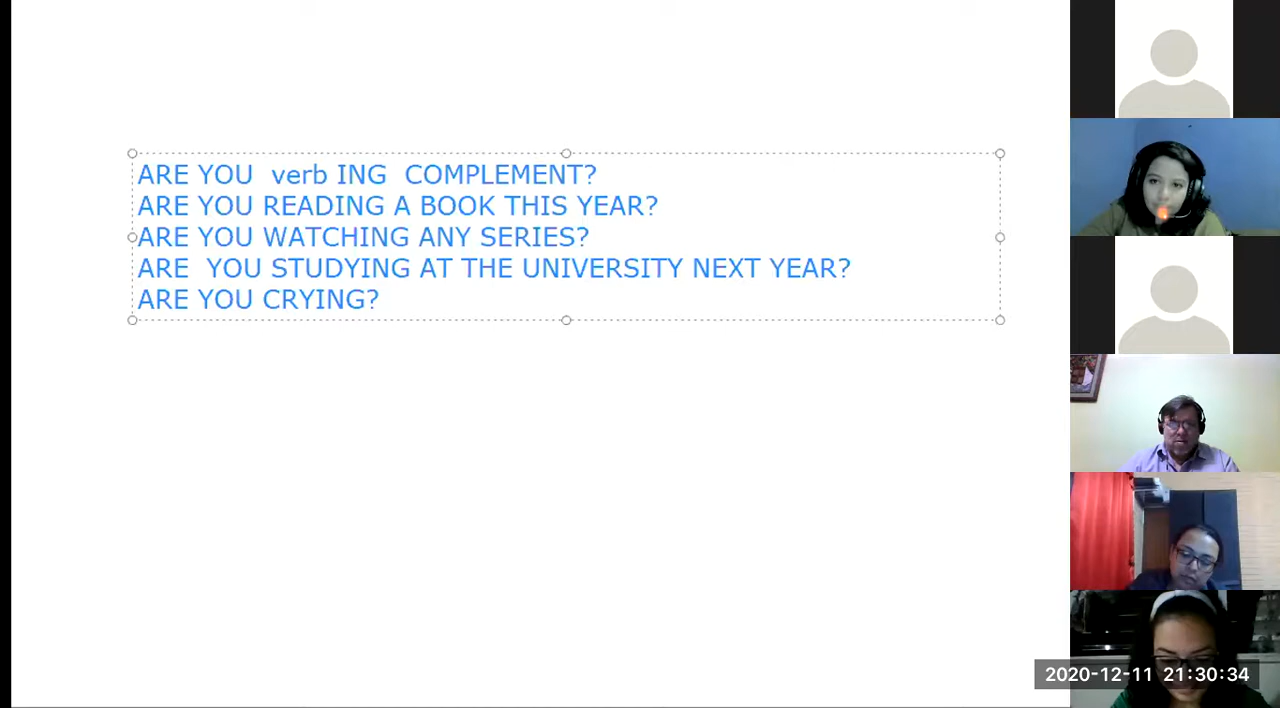 ARE YOU  verb ING  COMPLEMENT?
ARE YOU READING A BOOK THIS YEAR?
ARE YOU WATCHING ANY SERIES?
ARE  YOU STUDYING AT THE UNIVERSITY NEXT YEAR?
ARE YOU CRYING?
2020-12-11 21:30:34